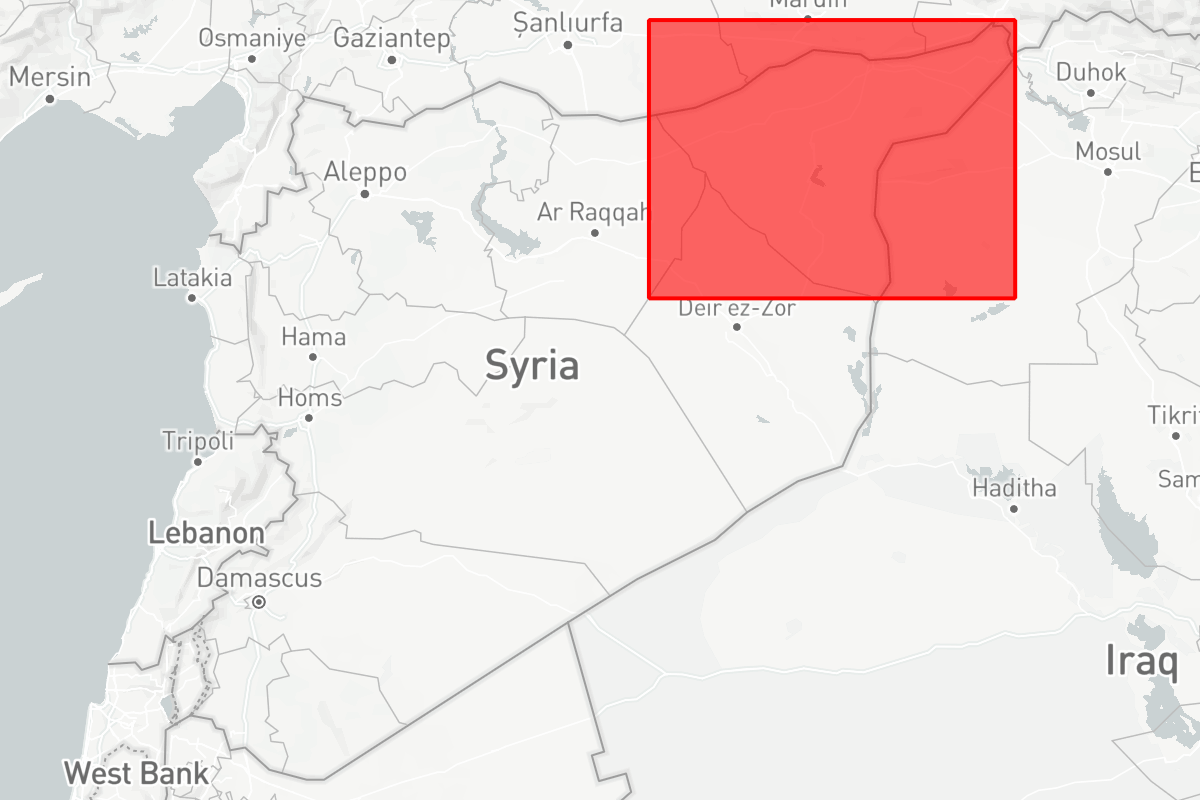 Mardin
Şanlıurfa
Osmaniye
Gaziantep
Mersin
Duhok
Mosul
Aleppo
Ar Raqqah
Latakia
Deir ez-Zor
Hama
Syria
Homs
Tikri
Tripoli
Sam
Haditha
Lebanon
Damascus
Iraq
West Bank